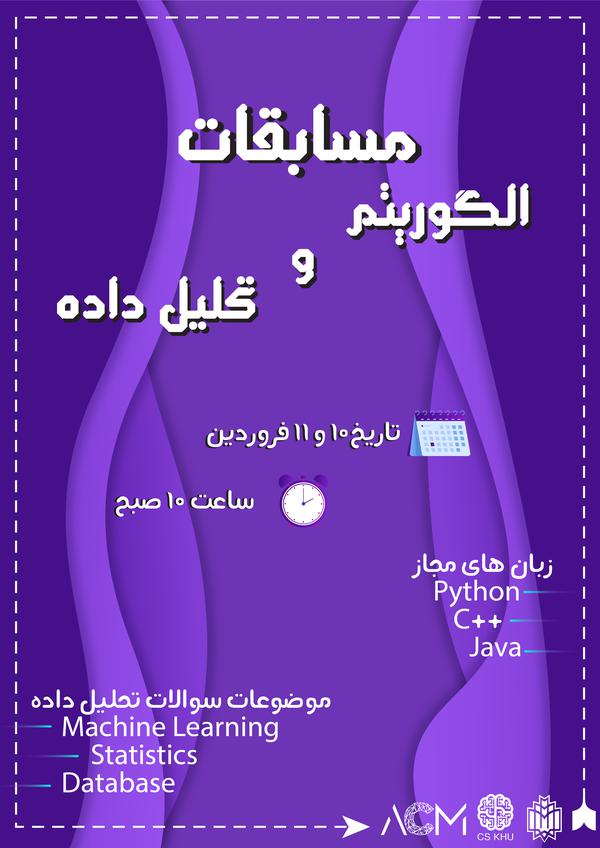 مسابقات
الگوریتم
و
تحلیل داده
تاریخ ۱۰ و ۱۱ فروردین
ساعت ۱۰ صبح
زبان های مجاز
Python
C++
Java
موضوعات سوالات تحلیل داده
Machine Learning
Statistics
Database
ACM
CS KHU